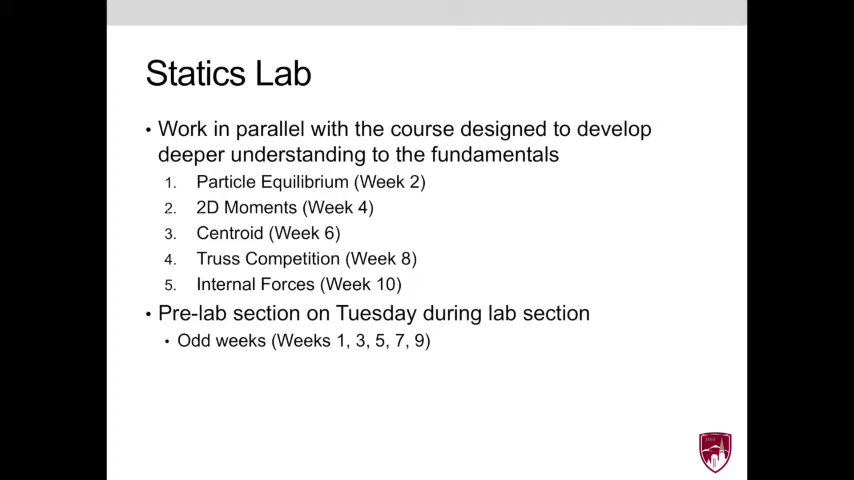 Statics Lab
• Work in parallel with the course designed to develop
deeper understanding to the fundamentals
1. Particle Equilibrium (Week 2)
2. 2D Moments (Week 4)
3. Centroid (Week 6)
4. Truss Competition (Week 8)
5. Internal Forces (Week 10)
• Pre-lab section on Tuesday during lab section
• Odd weeks (Weeks 1, 3, 5, 7, 9)